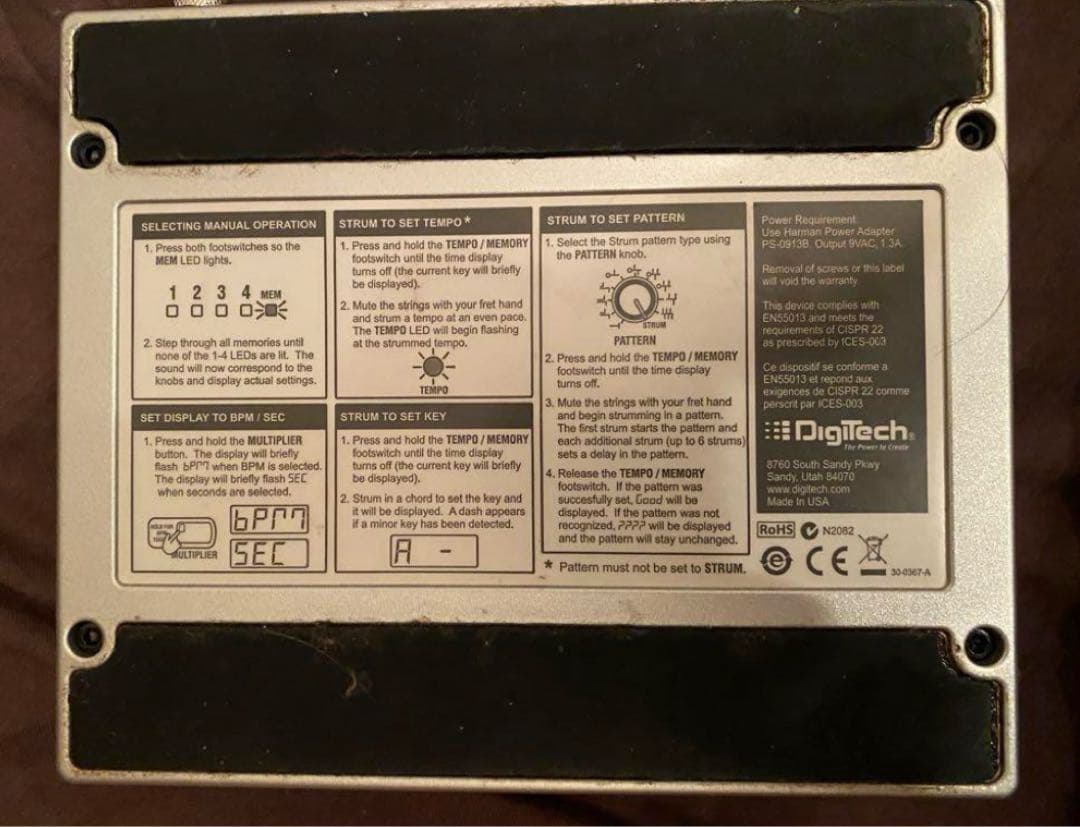 SELECTING MANUAL OPERATION
1. Press both footswitches so the
MEM LED lights.
1 2 3 4 MEM
2. Step through all memories until
none of the 1-4 LEDs are lit. The
sound will now correspond to the
knobs and display actual settings.
SET DISPLAY TO BPM / SEC
1. Press and hold the MULTIPLIER
button. The display will briefly
flash bPM when BPM is selected.
The display will briefly flash SEC
when seconds are selected.
MULTIPLIER
bPM
SEC
STRUM TO SET TEMPO *
1. Press and hold the TEMPO / MEMORY
footswitch until the time display
turns off (the current key will briefly
be displayed).
2. Mute the strings with your fret hand
and strum a tempo at an even pace.
The TEMPO LED will begin flashing
at the strummed tempo.
TEMPO
STRUM TO SET KEY
1. Press and hold the TEMPO / MEMORY
footswitch until the time display
turns off (the current key will briefly
be displayed).
2. Strum in a chord to set the key and
it will be displayed. A dash appears
if a minor key has been detected.
A -
STRUM TO SET PATTERN
1. Select the Strum pattern type using
the PATTERN knob.
STRUM
PATTERN
2. Press and hold the TEMPO / MEMORY
footswitch until the time display
turns off.
3. Mute the strings with your fret hand
and begin strumming in a pattern.
The first strum starts the pattern and
each additional strum (up to 6 strums)
sets a delay in the pattern.
4. Release the TEMPO / MEMORY
footswitch. If the pattern was
succesfully set, Good will be
displayed. If the pattern was not
recognized, ???? will be displayed
and the pattern will stay unchanged.
* Pattern must not be set to STRUM.
Power Requirement
Use Harman Power Adapter
PS-0913B. Output 9VAC, 1.3A.
Removal of screws or this label
will void the warranty
This device complies with
EN55013 and meets the
requirements of CISPR 22
as prescribed by ICES-003
Ce dispositif se conforme a
EN55013 et repond aux
exigences de CISPR 22 comme
perscrit par ICES-003
DigiTech®
The Power to Create
8760 South Sandy Pkwy
Sandy, Utah 84070
www.digitech.com
Made In USA
RoHS N2082
e CE 30-0367-A